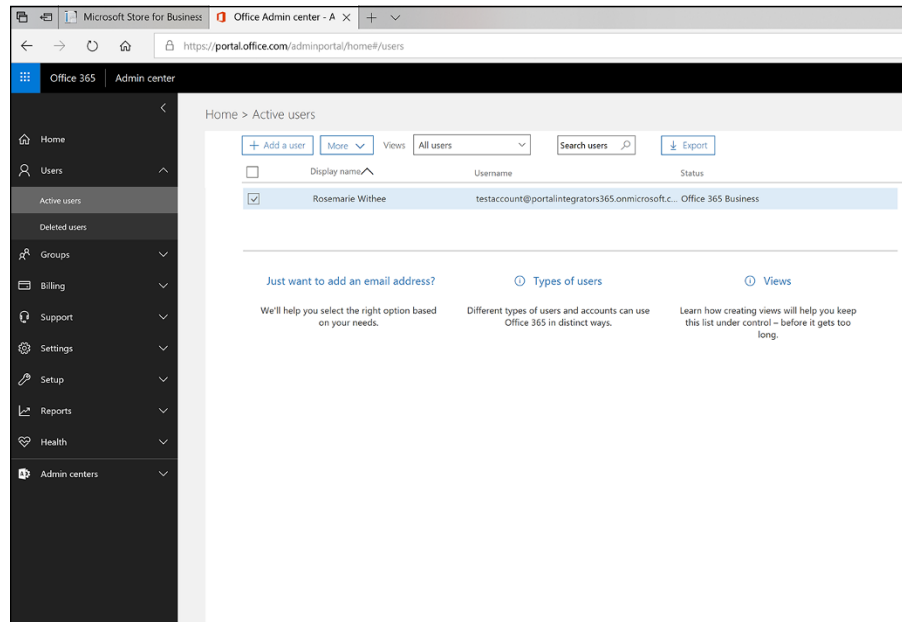 Microsoft Store for Business
Office Admin center - A
https://portal.office.com/adminportal/home#/users
Office 365 Admin center
Home > Active users
Home
Users
Active users
Deleted users
Groups
Billing
Support
Settings
Setup
Reports
Health
Admin centers
+ Add a user More Views All users Search users Export
Display name Username Status
Rosemarie Withee testaccount@portalintegrators365.onmicrosoft.c... Office 365 Business
Just want to add an email address?
We'll help you select the right option based
on your needs.
Types of users
Different types of users and accounts can use
Office 365 in distinct ways.
Views
Learn how creating views will help you keep
this list under control – before it gets too
long.